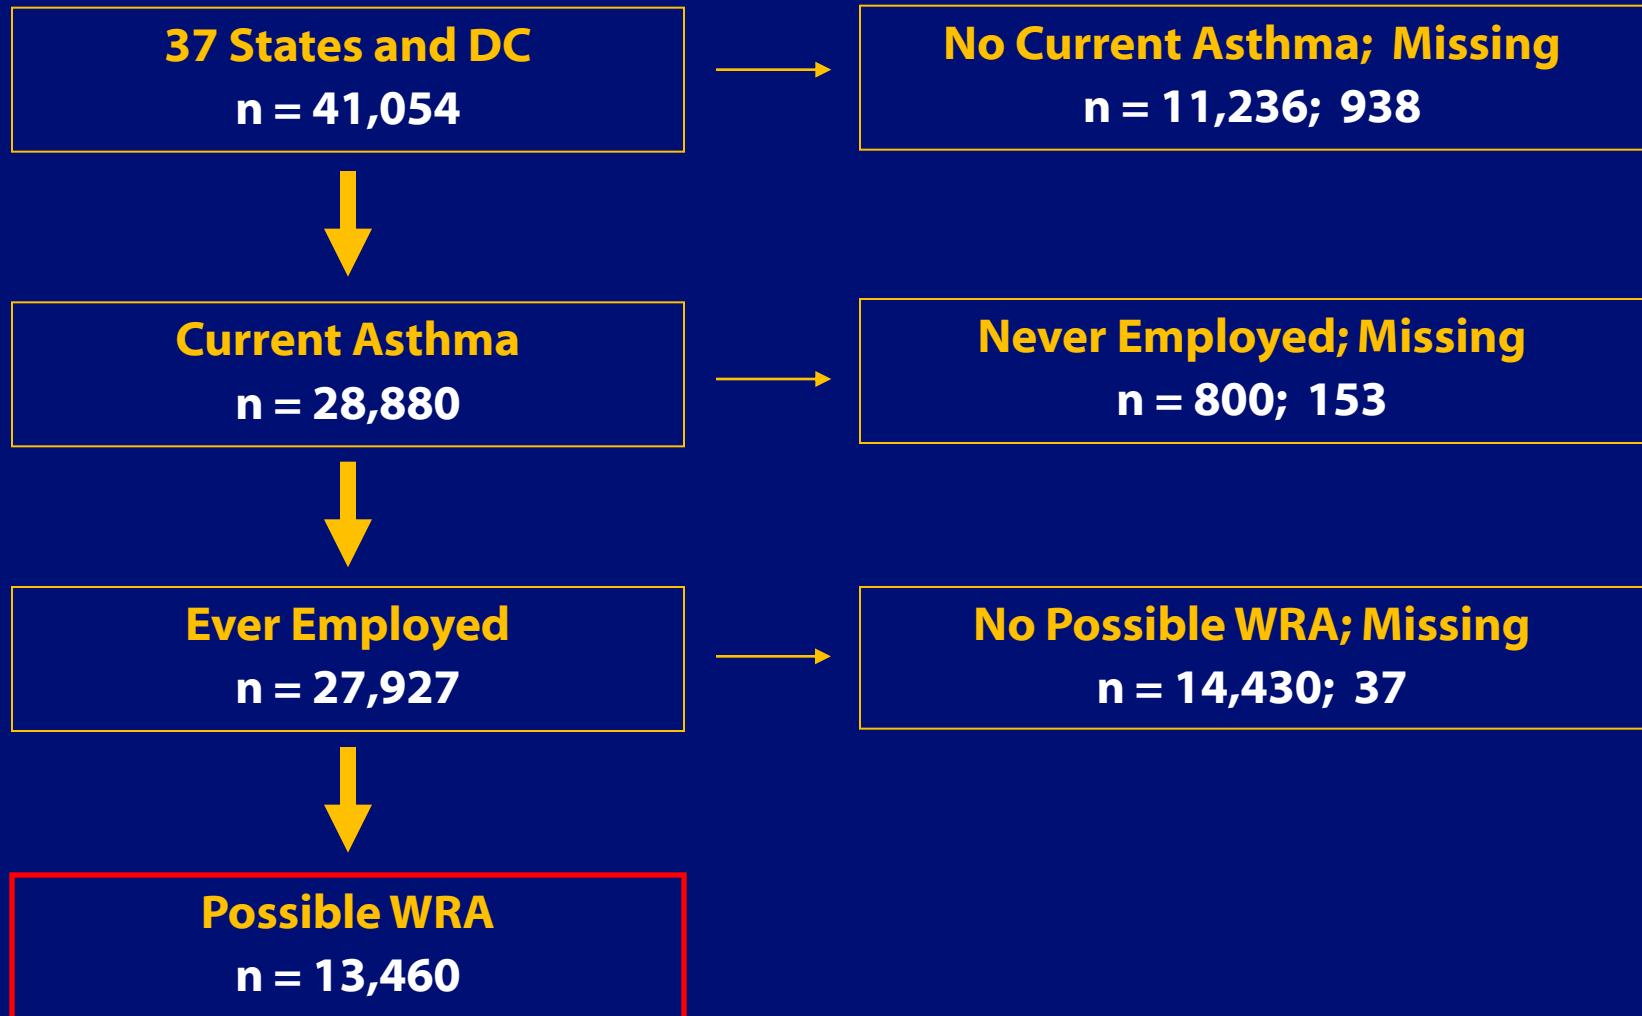 37 States and DC
n = 41,054
No Current Asthma; Missing
n = 11,236; 938
Current Asthma
n = 28,880
Never Employed; Missing
n = 800; 153
Ever Employed
n = 27,927
No Possible WRA; Missing
n = 14,430; 37
Possible WRA
n = 13,460